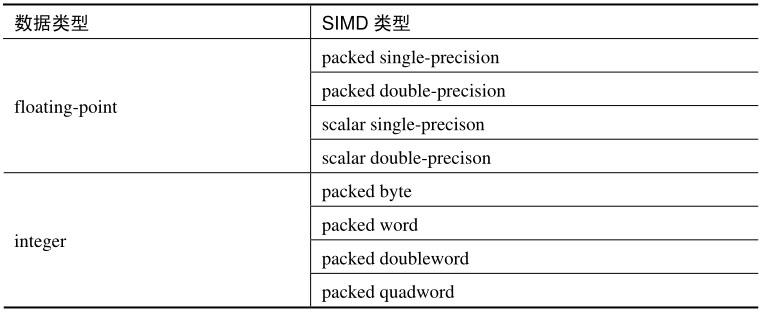 数据类型 SIMD 类型
floating-point
packed single-precision
packed double-precision
scalar single-precison
scalar double-precison
integer
packed byte
packed word
packed doubleword
packed quadword